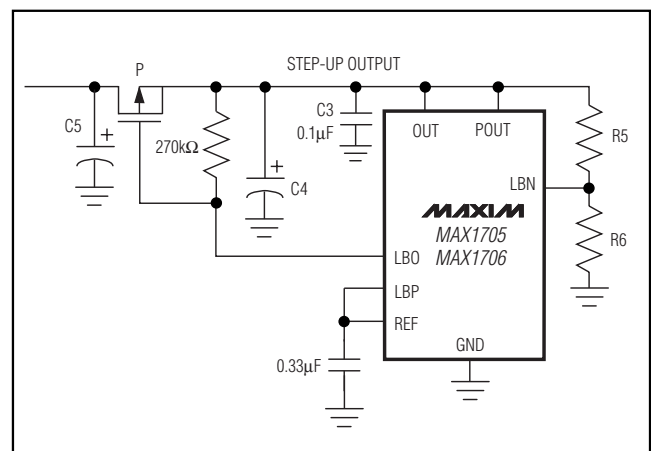 P
STEP-UP OUTPUT
C5
+
270kΩ
+
C4
C3
0.1µF
OUT
POUT
R5
LBN
MAXIM
MAX1705
MAX1706
R6
LBO
LBP
REF
GND
0.33µF